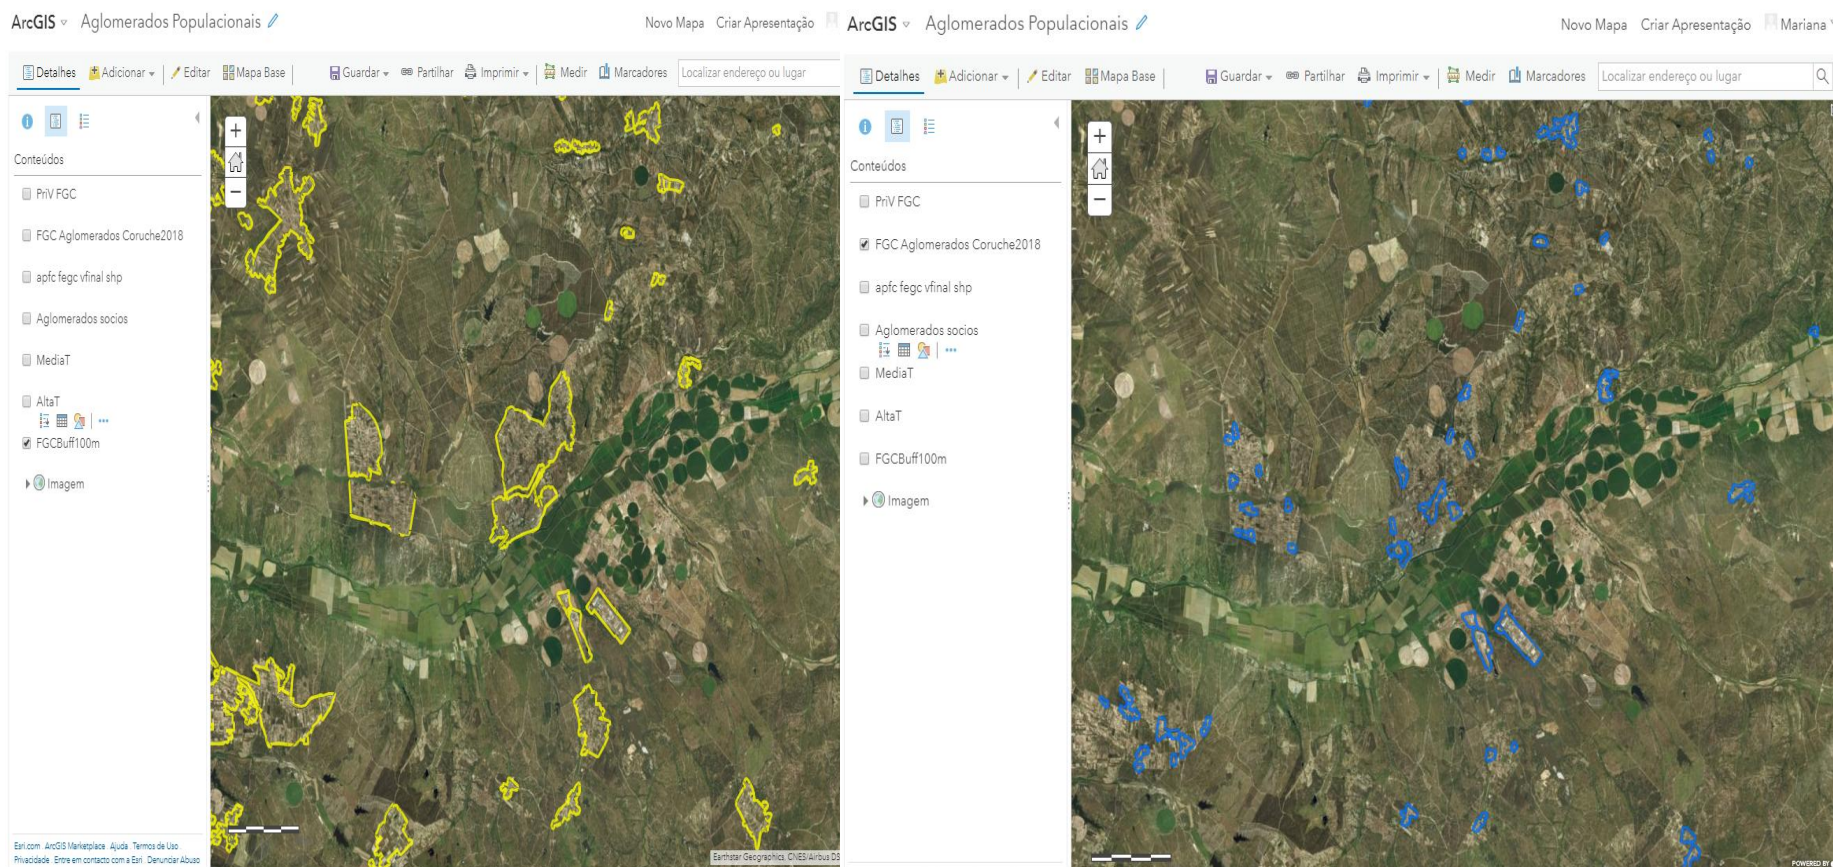 ArcGIS Aglomerados Populacionais
Novo Mapa Criar Apresentação
Detalhes Adicionar Editar Mapa Base Guardar Partilhar Imprimir Medir Marcadores Localizar endereço ou lugar
Conteúdos
PriV FGC
FGC Aglomerados Coruche2018
apfc fegc vfinal shp
Aglomerados socios
MediaT
AltaT
FGCBuff100m
Imagem
Esri.com ArcGIS Marketplace Ajuda Termos de Uso
Privacidade Entre em contacto com a Esri Denunciar Abuso
Earthstar Geographics, CNES/Airbus DS
ArcGIS Aglomerados Populacionais
Novo Mapa Criar Apresentação Mariana
Detalhes Adicionar Editar Mapa Base Guardar Partilhar Imprimir Medir Marcadores Localizar endereço ou lugar
Conteúdos
PriV FGC
FGC Aglomerados Coruche2018
apfc fegc vfinal shp
Aglomerados socios
MediaT
AltaT
FGCBuff100m
Imagem
POWERED BY